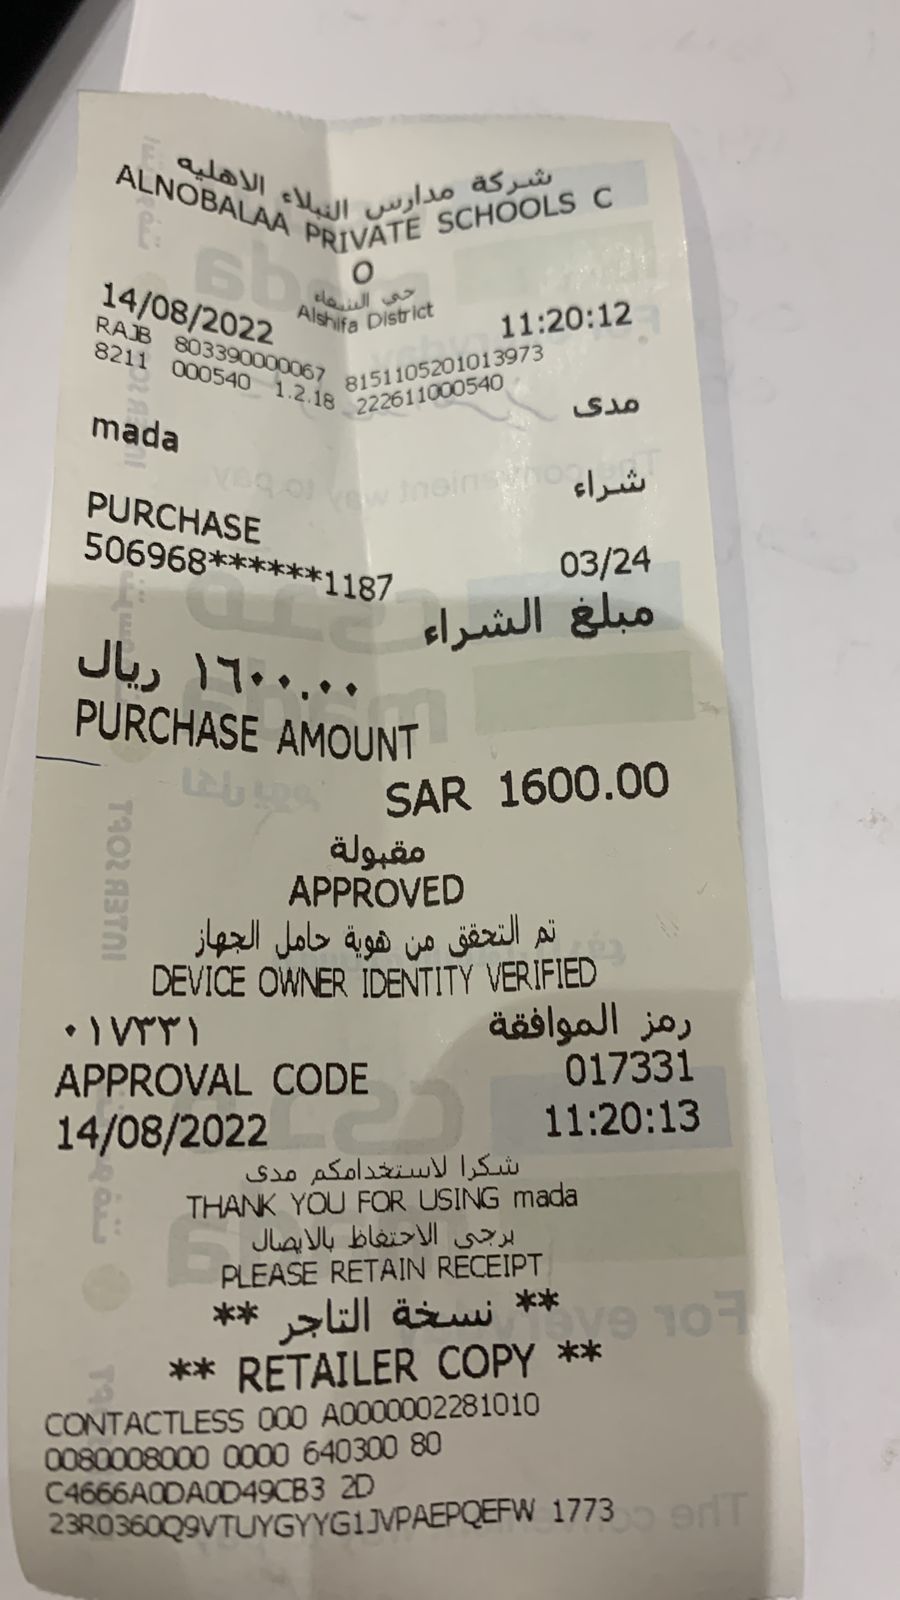 شركة مدارس النبلاء الاهليه
ALNOBALAA PRIVATE SCHOOLS C
O
حي الشفاء
Alshifa District
14/08/2022 11:20:12
RAJB 803390000067 8151105201013973
8211 000540 1.2.18 222611000540
مدى
mada
شراء
PURCHASE
506968******1187 03/24
مبلغ الشراء
١٦٠٠.٠٠ ريال
PURCHASE AMOUNT
SAR 1600.00
مقبولة
APPROVED
تم التحقق من هوية حامل الجهاز
DEVICE OWNER IDENTITY VERIFIED
رمز الموافقة ٠١٧٣٣١
APPROVAL CODE 017331
14/08/2022 11:20:13
شكرا لاستخدامكم مدى
THANK YOU FOR USING mada
يرجى الاحتفاظ بالايصال
PLEASE RETAIN RECEIPT
** نسخة التاجر **
** RETAILER COPY **
CONTACTLESS 000 A0000002281010
0080008000 0000 640300 80
C4666A0DA0D49CB3 2D
23R0360Q9VTUYGYYG1JVPAEPQEFW 1773